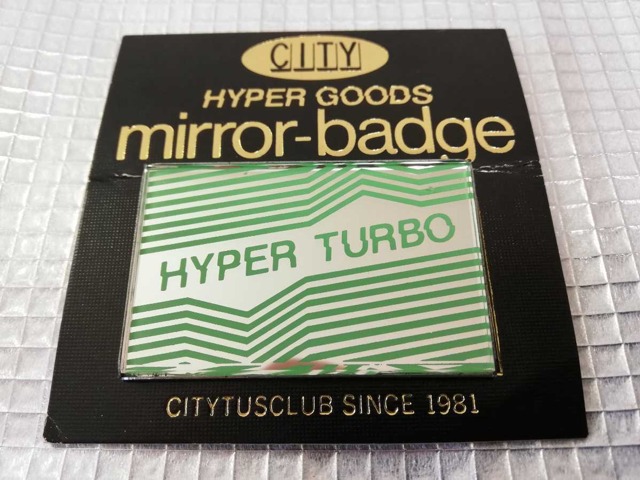 CITY
HYPER GOODS
mirror-badge
HYPER TURBO
CITYTUSCLUB SINCE 1981